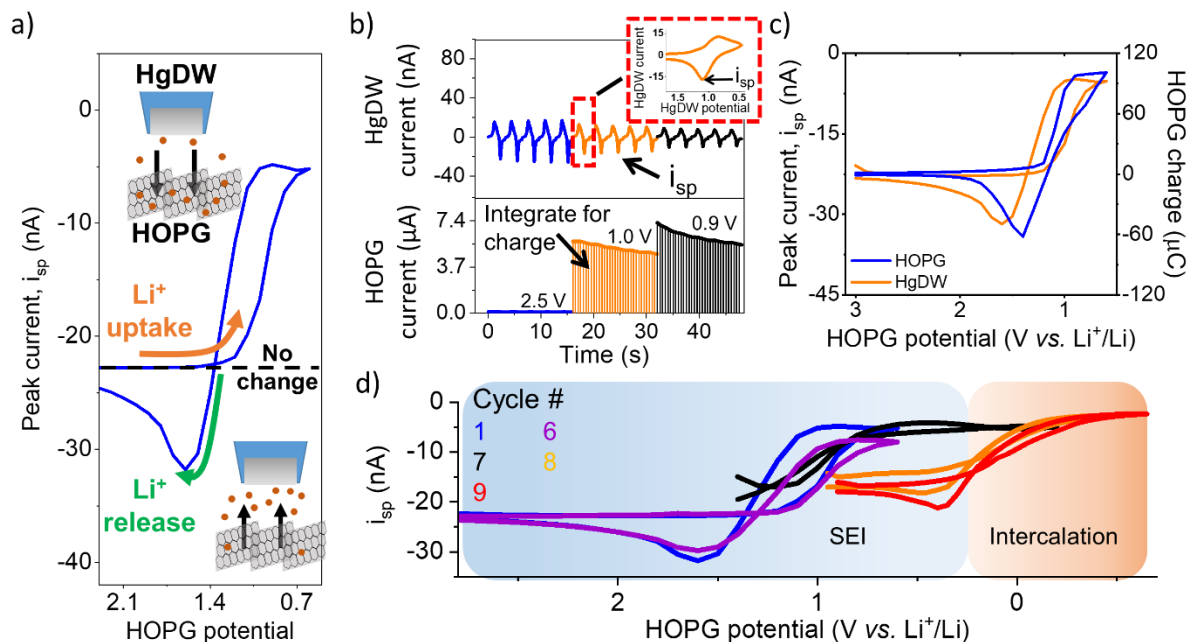 a)
HgDW
HOPG
Li⁺
uptake
No
change
Li⁺
release
0
-10
-20
-30
-40
Peak current, iₛₚ (nA)
2.1 1.4 0.7
HOPG potential
b)
HgDW
current (nA)
80
40
0
-40
iₛₚ
15
0
-15
HgDW current
iₛₚ
1.5 1.0 0.5
HgDW potential
HOPG
current (µA)
7.4
3.7
0.0
Integrate for
charge
2.5 V
1.0 V
0.9 V
0 10 20 30 40
Time (s)
c)
Peak current, iₛₚ (nA)
0
-15
-30
-45
HOPG
HgDW
120
60
0
-60
-120
HOPG charge (µC)
3 2 1
HOPG potential (V vs. Li⁺/Li)
d)
Cycle #
1 6
7 8
9
0
-10
-20
-30
iₛₚ (nA)
SEI
Intercalation
2 1 0
HOPG potential (V vs. Li⁺/Li)